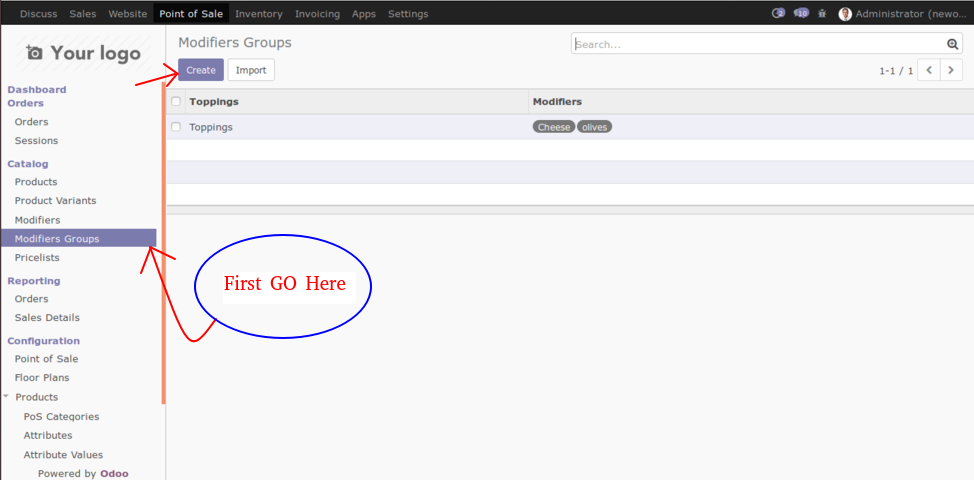 Discuss Sales Website Point of Sale Inventory Invoicing Apps Settings 2 10 Administrator (newo...
Your logo
Modifiers Groups
Search...
Create Import
1-1 / 1
Dashboard
Orders
Orders
Sessions
Catalog
Products
Product Variants
Modifiers
Modifiers Groups
Pricelists
Reporting
Orders
Sales Details
Configuration
Point of Sale
Floor Plans
Products
PoS Categories
Attributes
Attribute Values
Powered by Odoo
Toppings Modifiers
Toppings Cheese olives
First GO Here